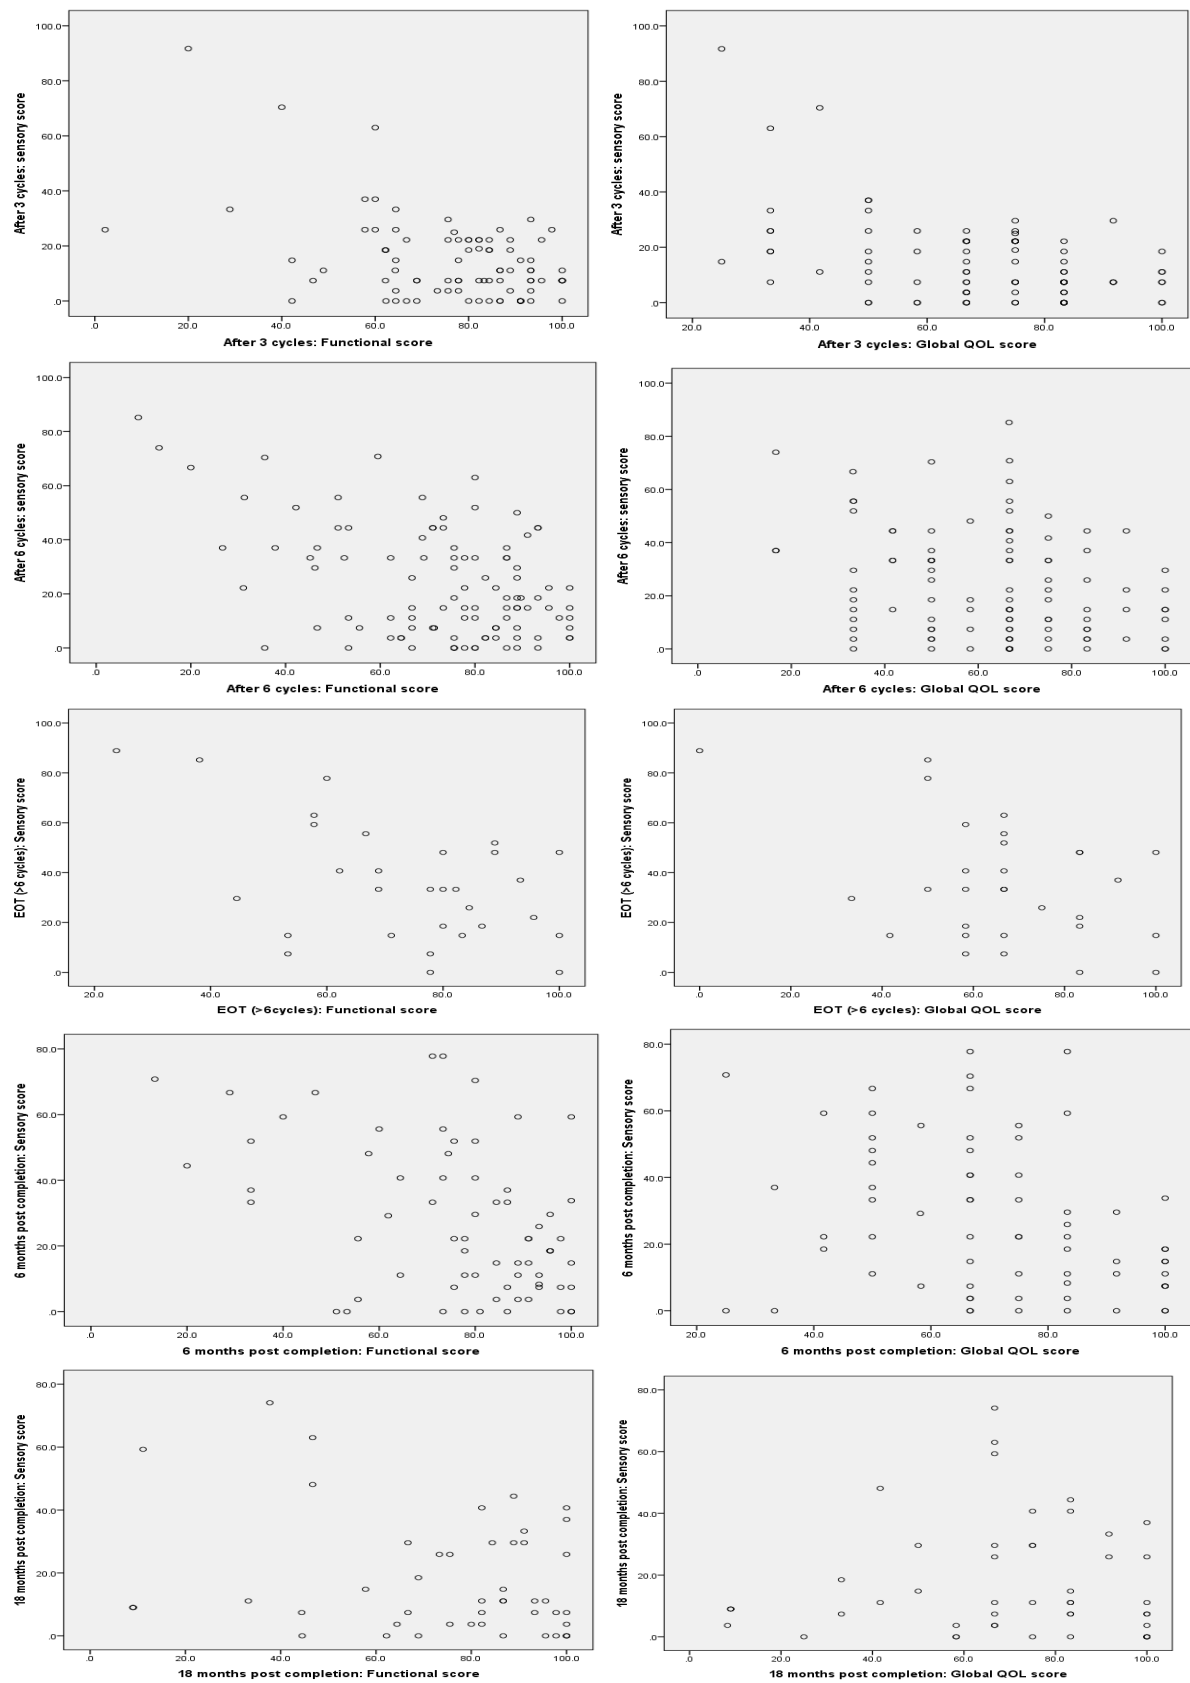 After 3 cycles: sensory score
100.0
80.0
60.0
40.0
20.0
.0
.0 20.0 40.0 60.0 80.0 100.0
After 3 cycles: Functional score
After 3 cycles: sensory score
100.0
80.0
60.0
40.0
20.0
.0
20.0 40.0 60.0 80.0 100.0
After 3 cycles: Global QOL score
After 6 cycles: sensory score
100.0
80.0
60.0
40.0
20.0
.0
.0 20.0 40.0 60.0 80.0 100.0
After 6 cycles: Functional score
After 6 cycles: sensory score
100.0
80.0
60.0
40.0
20.0
.0
.0 20.0 40.0 60.0 80.0 100.0
After 6 cycles: Global QOL score
EOT (>6 cycles): Sensory score
100.0
80.0
60.0
40.0
20.0
.0
20.0 40.0 60.0 80.0 100.0
EOT (>6cycles): Functional score
EOT (>6 cycles): Sensory score
100.0
80.0
60.0
40.0
20.0
.0
.0 20.0 40.0 60.0 80.0 100.0
EOT (>6 cycles): Global QOL score
6 months post completion: Sensory score
80.0
60.0
40.0
20.0
.0
.0 20.0 40.0 60.0 80.0 100.0
6 months post completion: Functional score
6 months post completion: Sensory score
80.0
60.0
40.0
20.0
.0
20.0 40.0 60.0 80.0 100.0
6 months post completion: Global QOL score
18 months post completion: Sensory score
80.0
60.0
40.0
20.0
.0
.0 20.0 40.0 60.0 80.0 100.0
18 months post completion: Functional score
18 months post completion: Sensory score
80.0
60.0
40.0
20.0
.0
.0 20.0 40.0 60.0 80.0 100.0
18 months post completion: Global QOL score